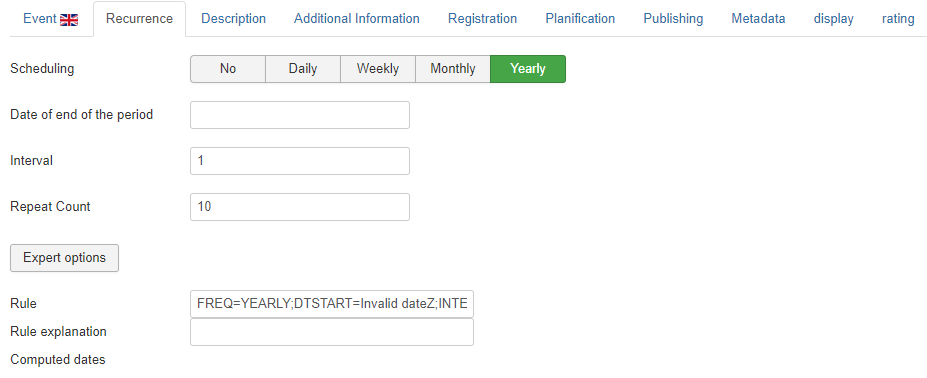 Event Recurrence Description Additional Information Registration Planification Publishing Metadata display rating
Scheduling No Daily Weekly Monthly Yearly
Date of end of the period
Interval 1
Repeat Count 10
Expert options
Rule FREQ=YEARLY;DTSTART=Invalid dateZ;INTE
Rule explanation
Computed dates